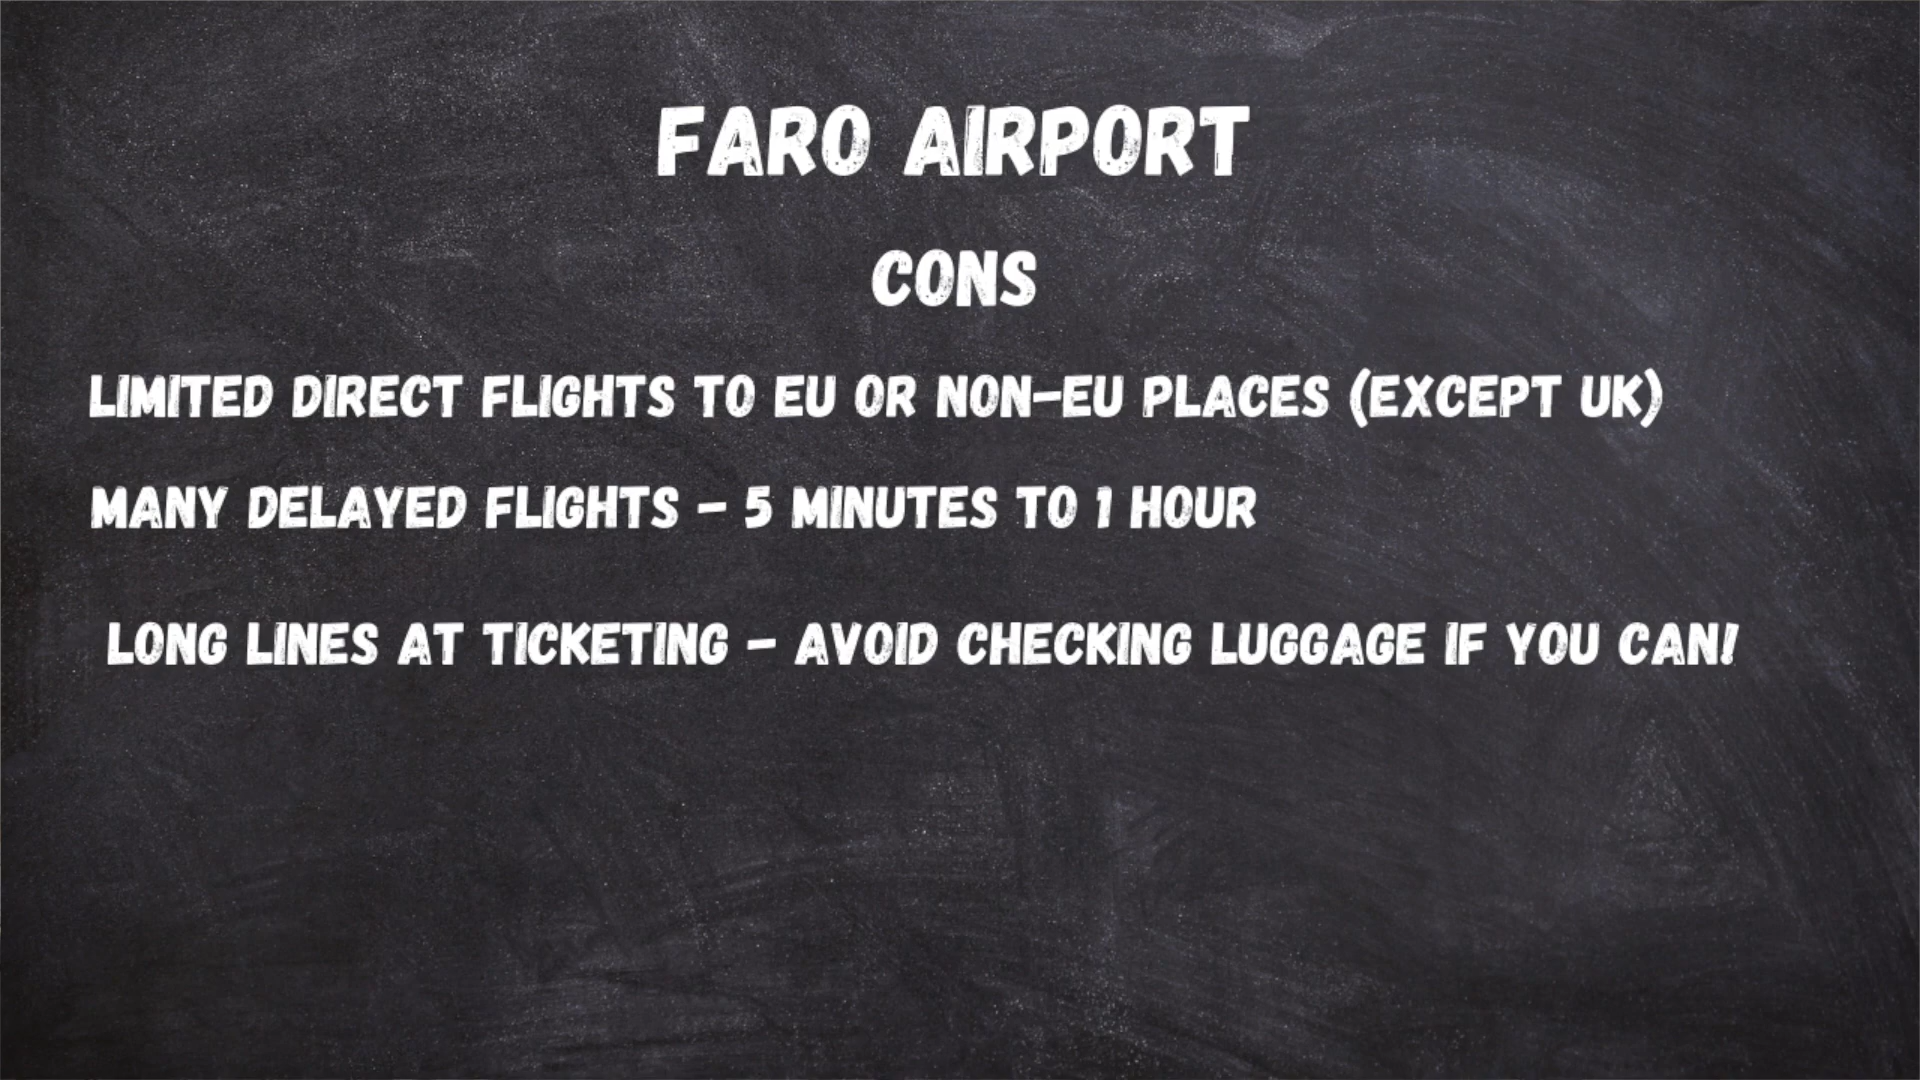 FARO AIRPORT
CONS
LIMITED DIRECT FLIGHTS TO EU OR NON-EU PLACES (EXCEPT UK)
MANY DELAYED FLIGHTS - 5 MINUTES TO 1 HOUR
LONG LINES AT TICKETING - AVOID CHECKING LUGGAGE IF YOU CAN!